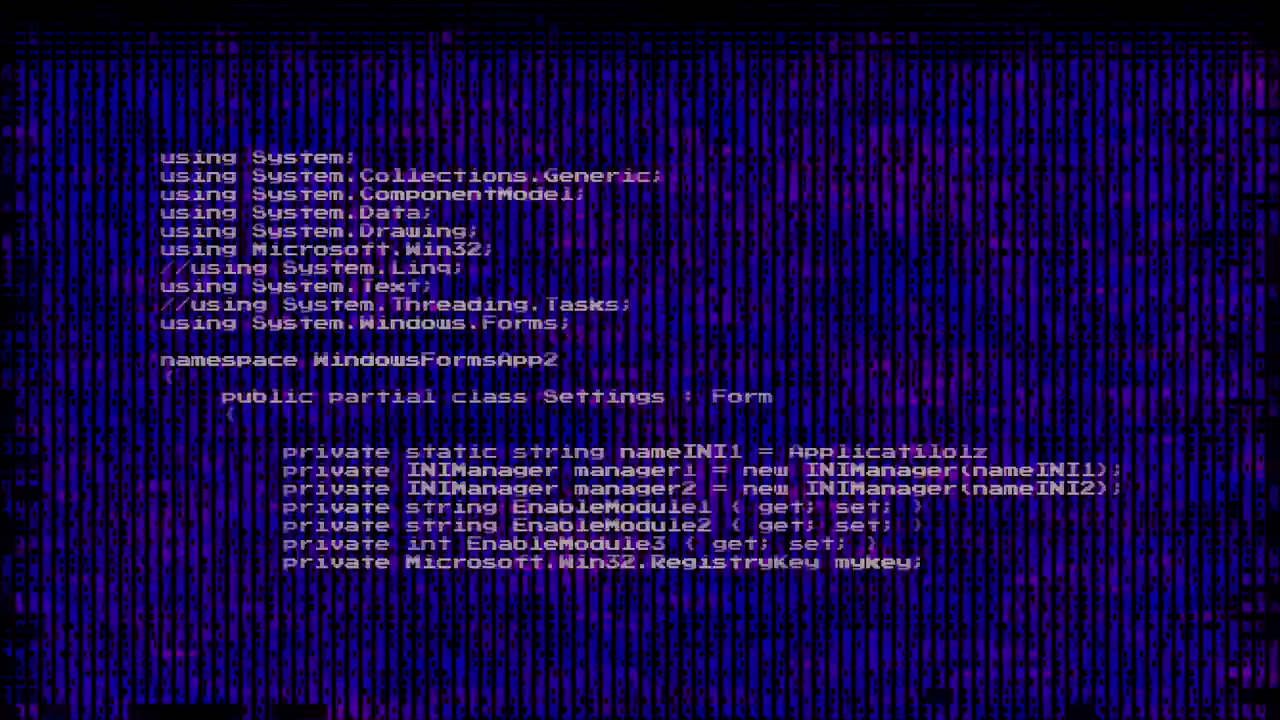 using System;
using System.Collections.Generic;
using System.ComponentModel;
using System.Data;
using System.Drawing;
using Microsoft.Win32;
//using System.Linq;
using System.Text;
//using System.Threading.Tasks;
using System.Windows.Forms;
namespace WindowsFormsApp2
{
public partial class Settings : Form
{
private static string nameINI1 = Applicatilolz
private INIManager manager1 = new INIManager(nameINI1);
private INIManager manager2 = new INIManager(nameINI2);
private string EnableModule1 { get; set; }
private string EnableModule2 { get; set; }
private int EnableModule3 { get; set; }
private Microsoft.Win32.RegistryKey mykey;